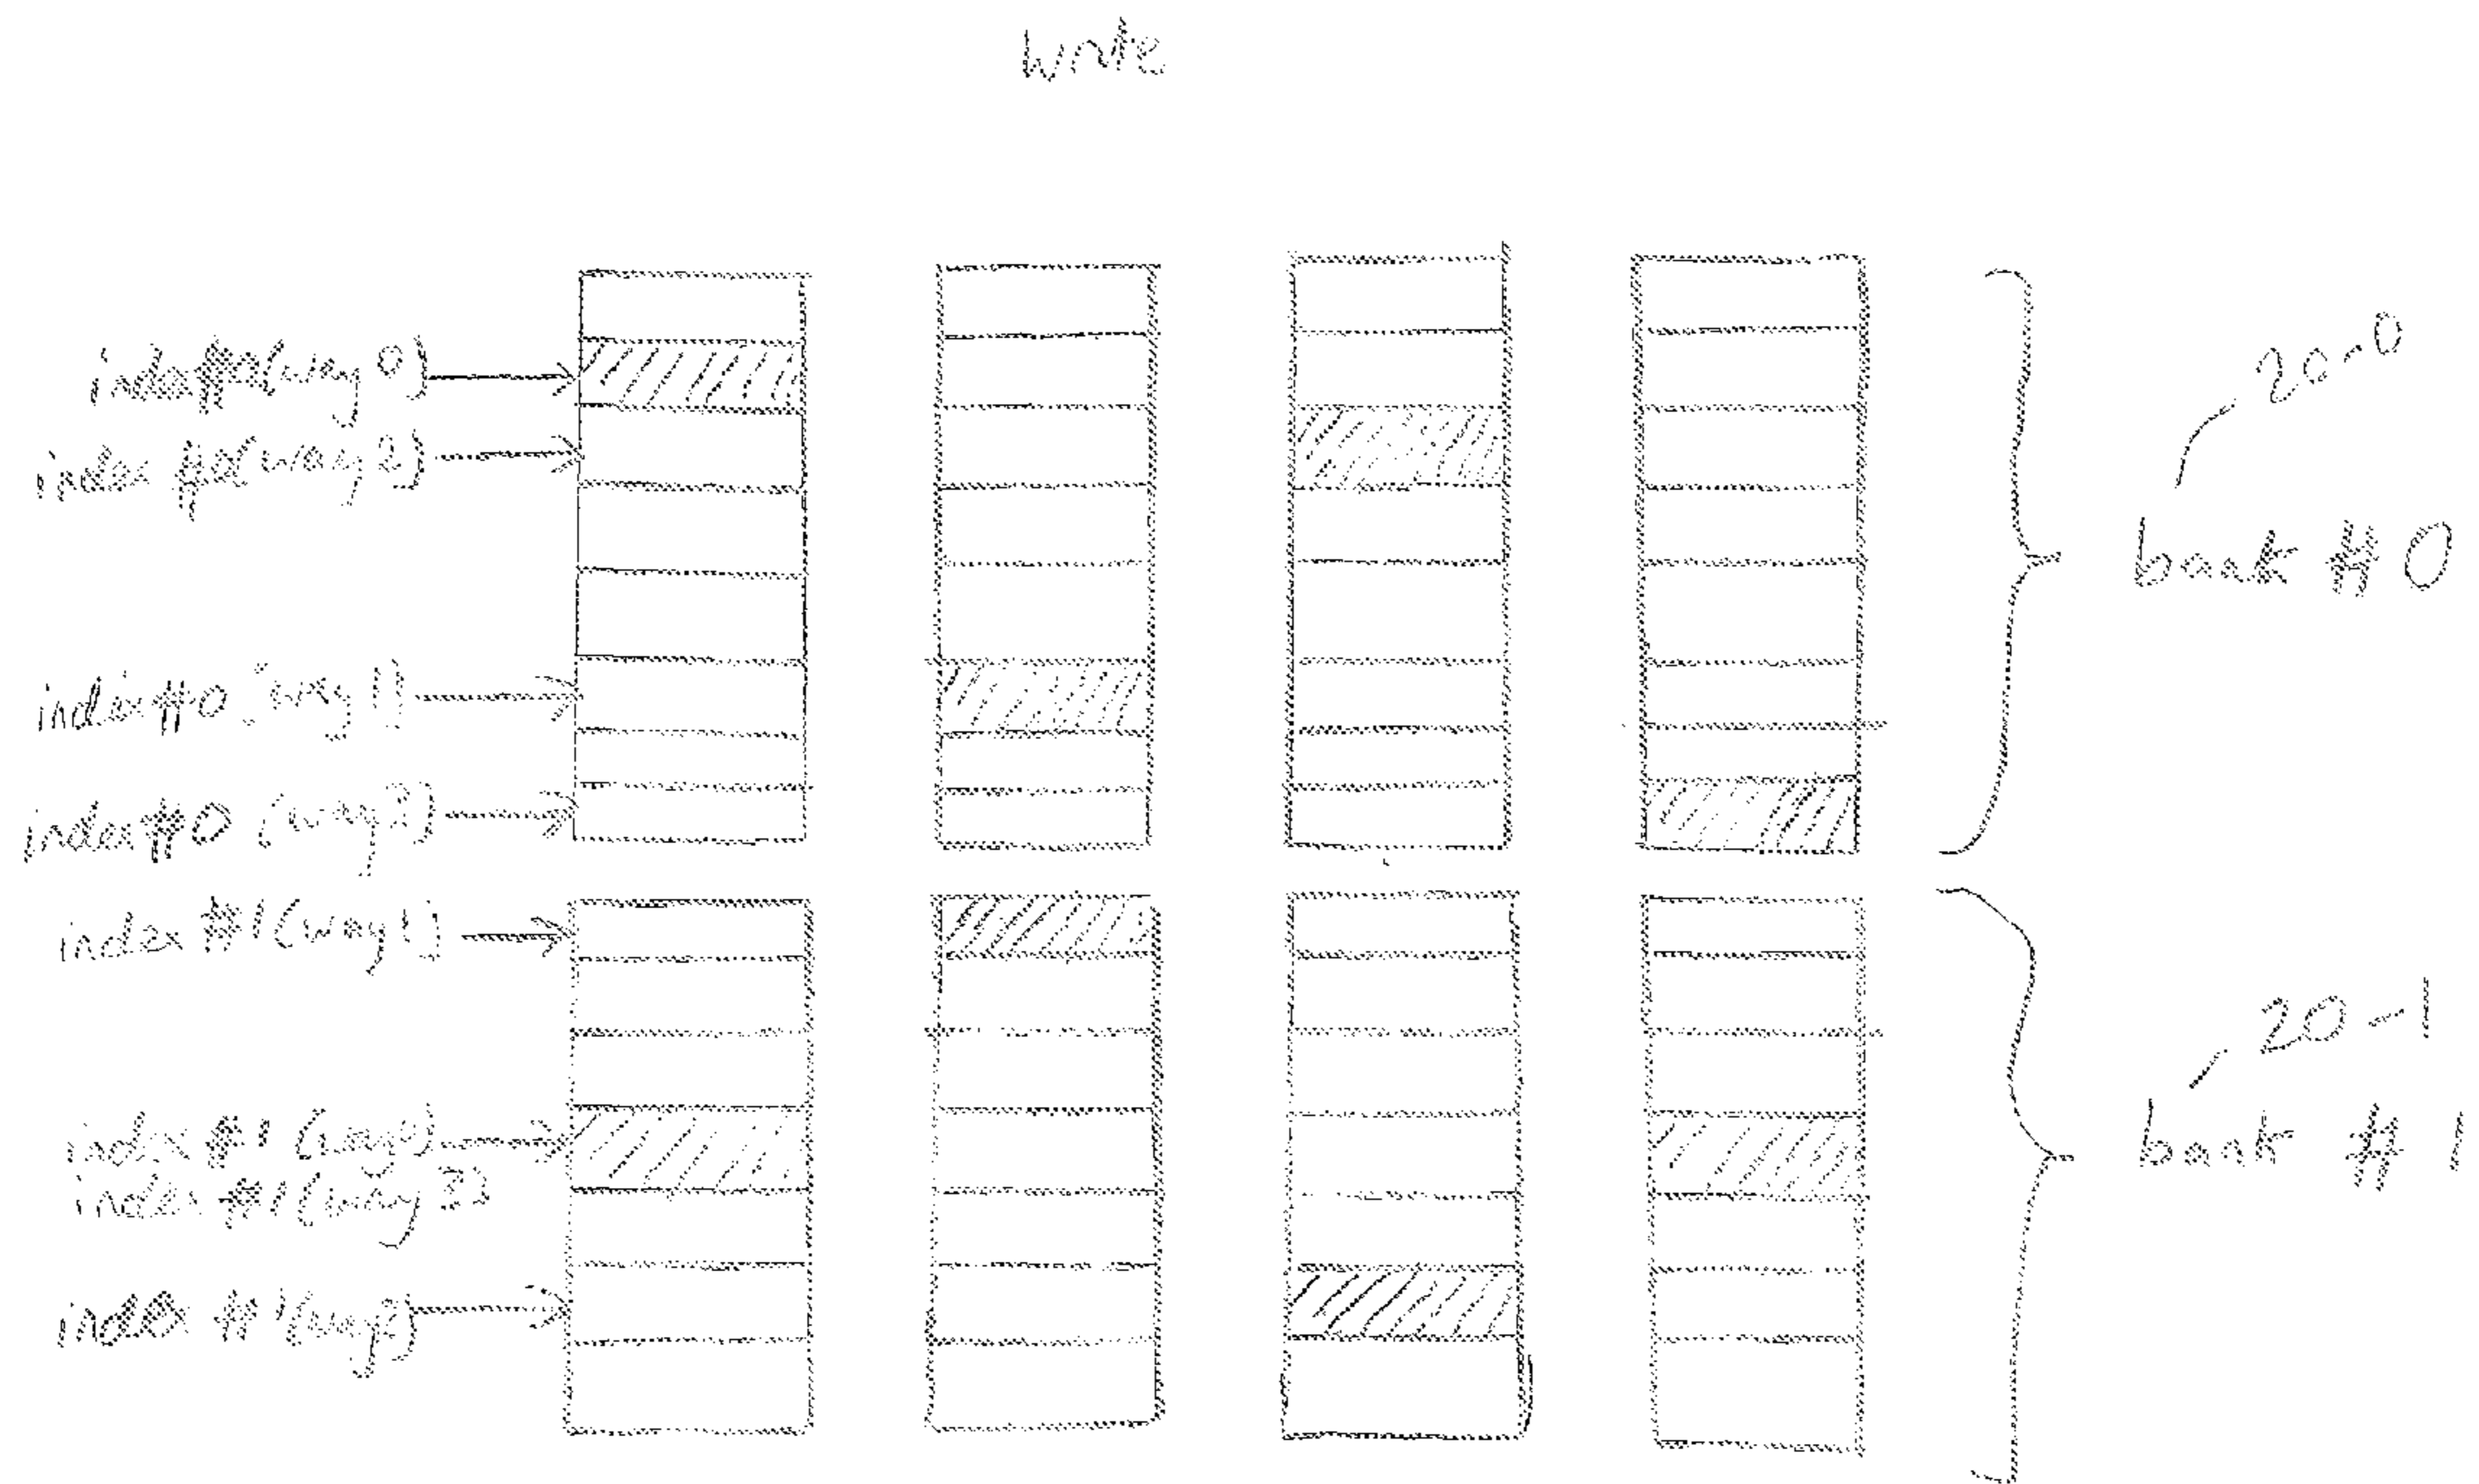 Write
index #0 (way 0)
index #0 (way 2)
index #0 (way 1)
index #0 (way 3)
index #1 (way 1)
index #1 (way 0)
index #1 (way 3)
index #1 (way 2)
20-0
bank #0
20-1
bank #1